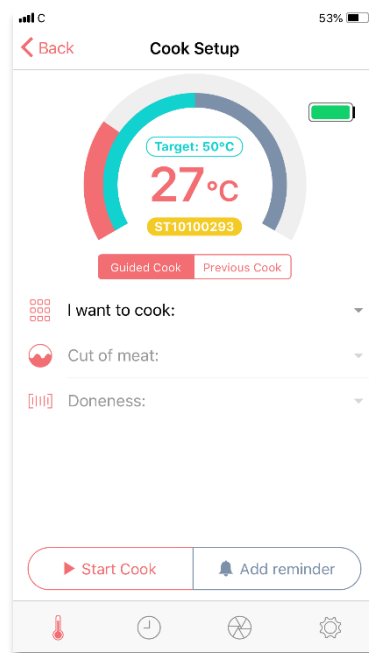 C 53%
Back Cook Setup
Target: 50°C
27°C
ST10100293
Guided Cook Previous Cook
I want to cook:
Cut of meat:
Doneness:
Start Cook Add reminder